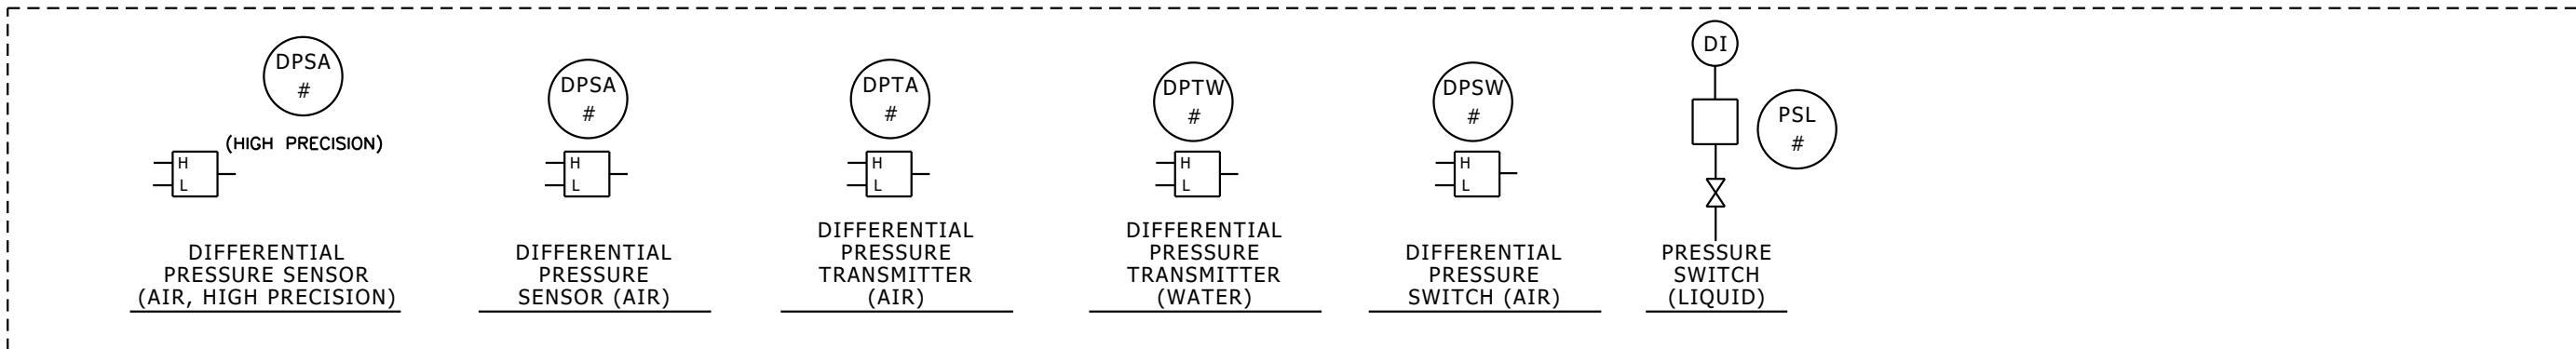 DPSA
#
(HIGH PRECISION)
H
L
DIFFERENTIAL
PRESSURE SENSOR
(AIR, HIGH PRECISION)
DPSA
#
H
L
DIFFERENTIAL
PRESSURE
SENSOR (AIR)
DPTA
#
H
L
DIFFERENTIAL
PRESSURE
TRANSMITTER
(AIR)
DPTW
#
H
L
DIFFERENTIAL
PRESSURE
TRANSMITTER
(WATER)
DPSW
#
H
L
DIFFERENTIAL
PRESSURE
SWITCH (AIR)
DI
PSL
#
PRESSURE
SWITCH
(LIQUID)